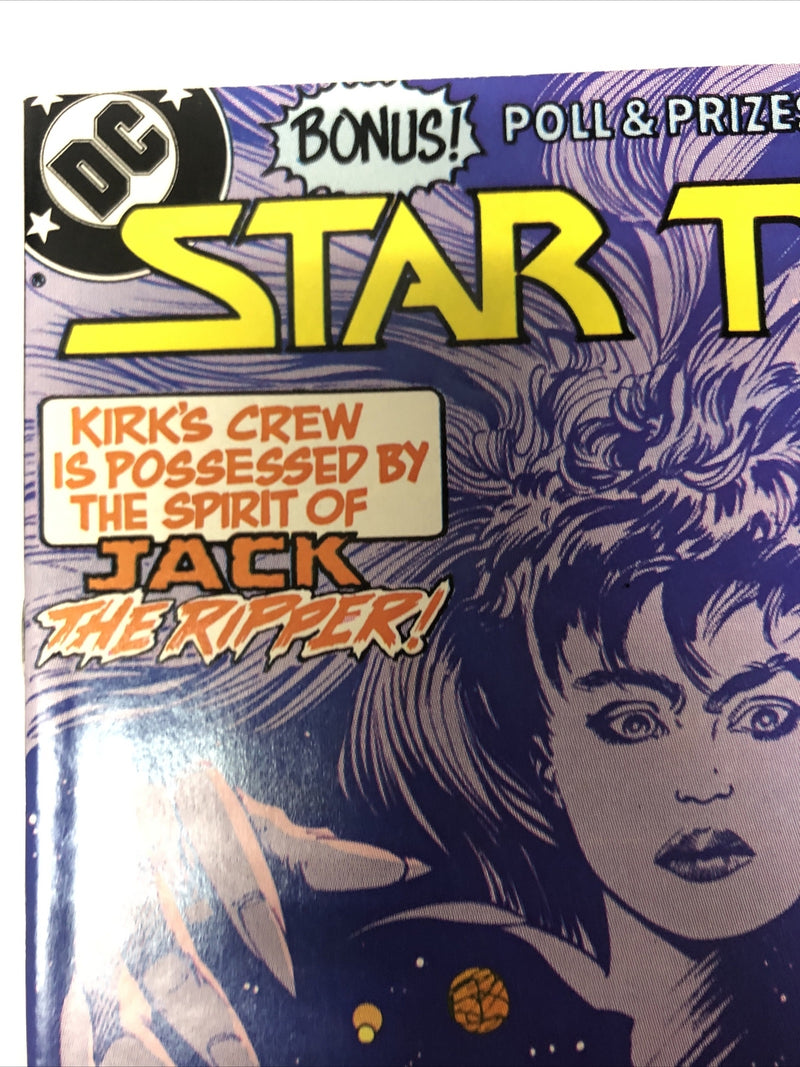 DC
BONUS!
POLL & PRIZES
STAR T
KIRK'S CREW
IS POSSESSED BY
THE SPIRIT OF
JACK
THE RIPPER!